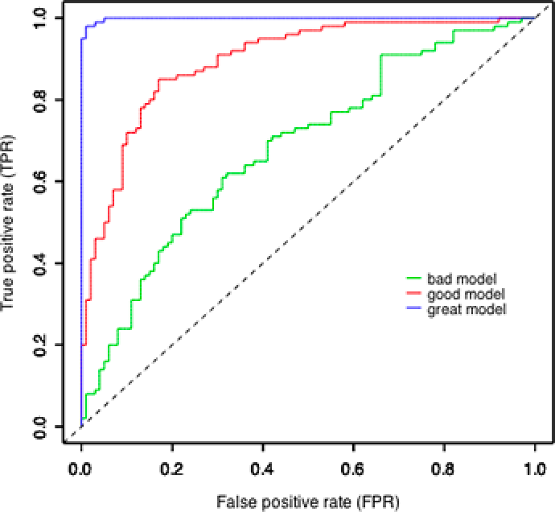 1.0
0.8
0.6
0.4
0.2
0.0
True positive rate (TPR)
bad model
good model
great model
0.0 0.2 0.4 0.6 0.8 1.0
False positive rate (FPR)